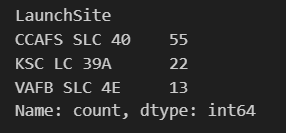 LaunchSite
CCAFS SLC 40    55
KSC LC 39A      22
VAFB SLC 4E     13
Name: count, dtype: int64